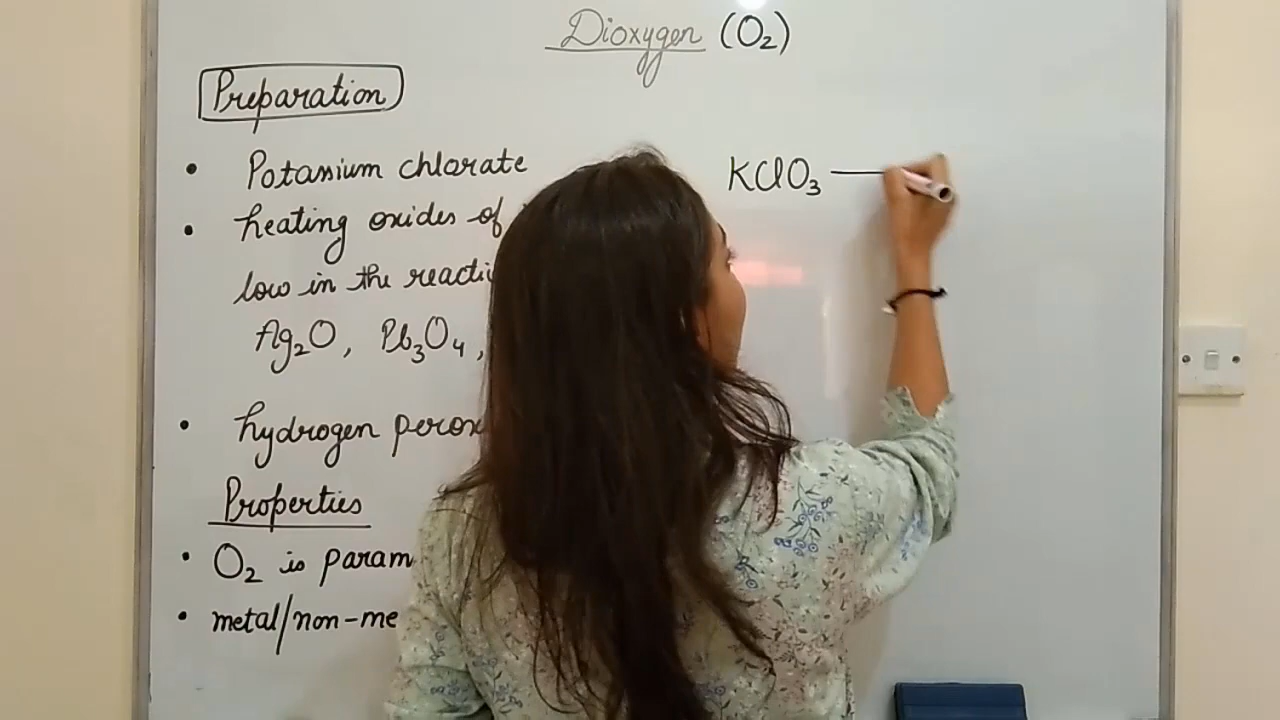 Dioxygen (O₂)
Preparation
• Potassium chlorate
KClO₃ —
• heating oxides of
low in the reacti
Ag₂O, Pb₃O₄,
• hydrogen perox
Properties
• O₂ is param
• metal/non-me